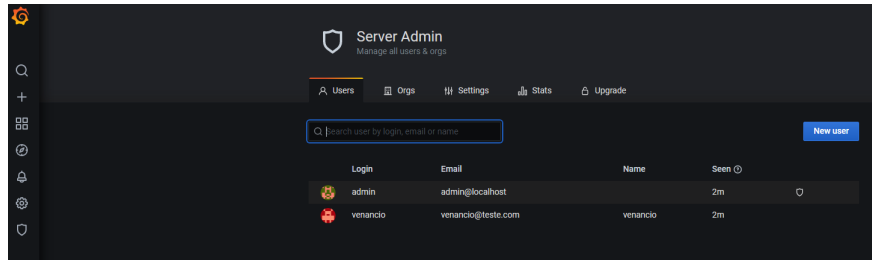 Server Admin
Manage all users & orgs
Users Orgs Settings Stats Upgrade
Search user by login, email or name New user
Login Email Name Seen
admin admin@localhost 2m
venancio venancio@teste.com venancio 2m